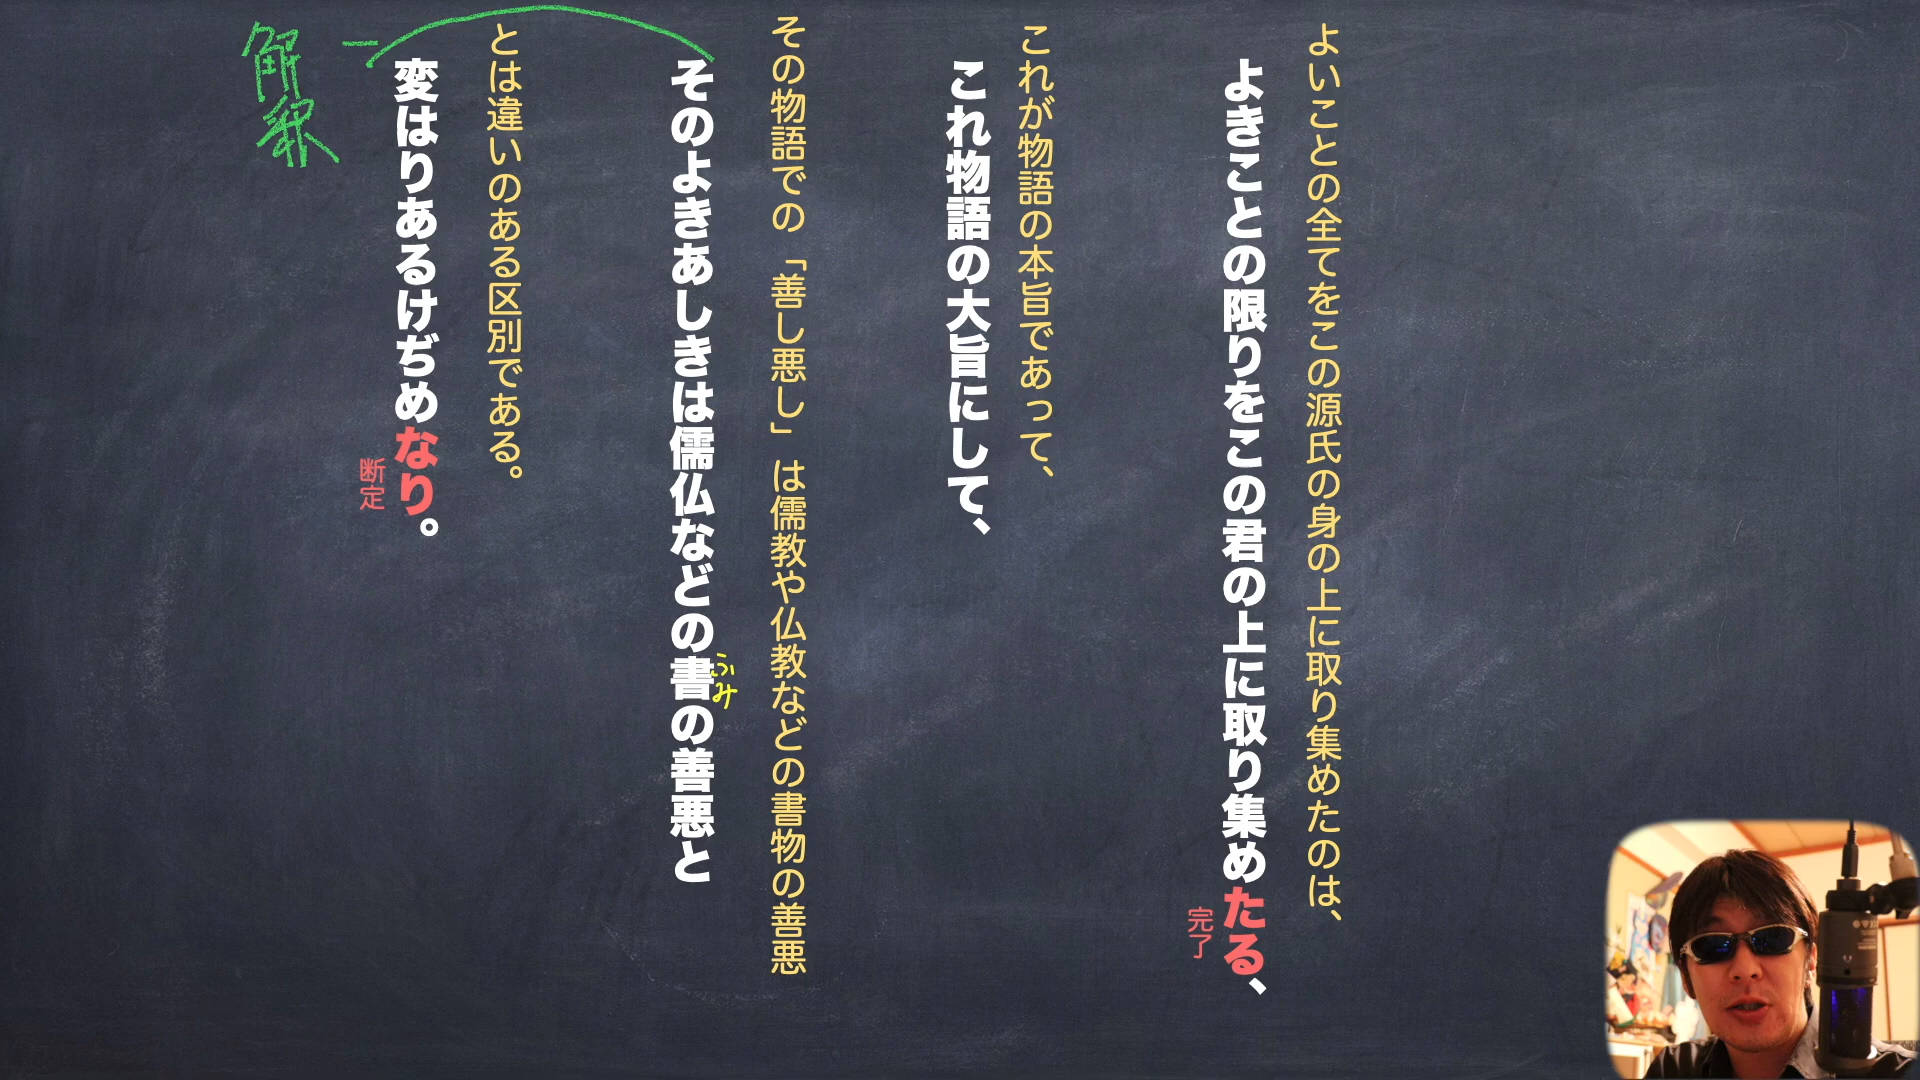 よいことの全てをこの源氏の身の上に取り集めたのは、
よきことの限りをこの君の上に取り集めたる、
完了
これが物語の本旨であって、
これ物語の大旨にして、
その物語での「善し悪し」は儒教や仏教などの書物の善悪
そのよきあしきは儒仏などの書の善悪と
ふみ
とは違いのある区別である。
変はりあるけぢめなり。
断定
解釈